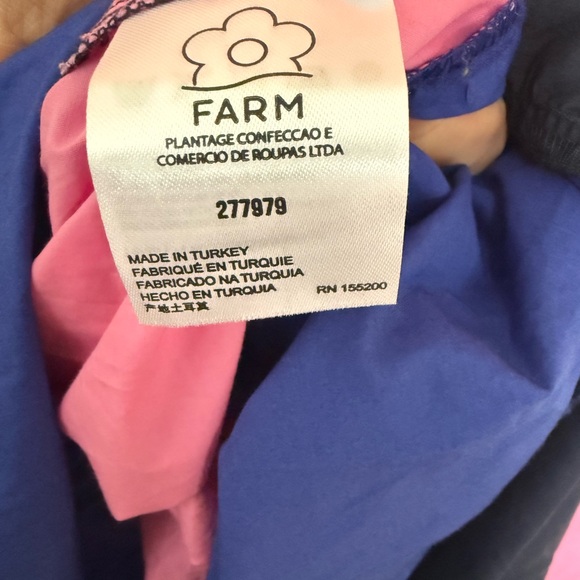 FARM
PLANTAGE CONFECCAO E
COMERCIO DE ROUPAS LTDA
277979
MADE IN TURKEY
FABRIQUÉ EN TURQUIE
FABRICADO NA TURQUIA
HECHO EN TURQUIA
RN 155200
产地土耳其